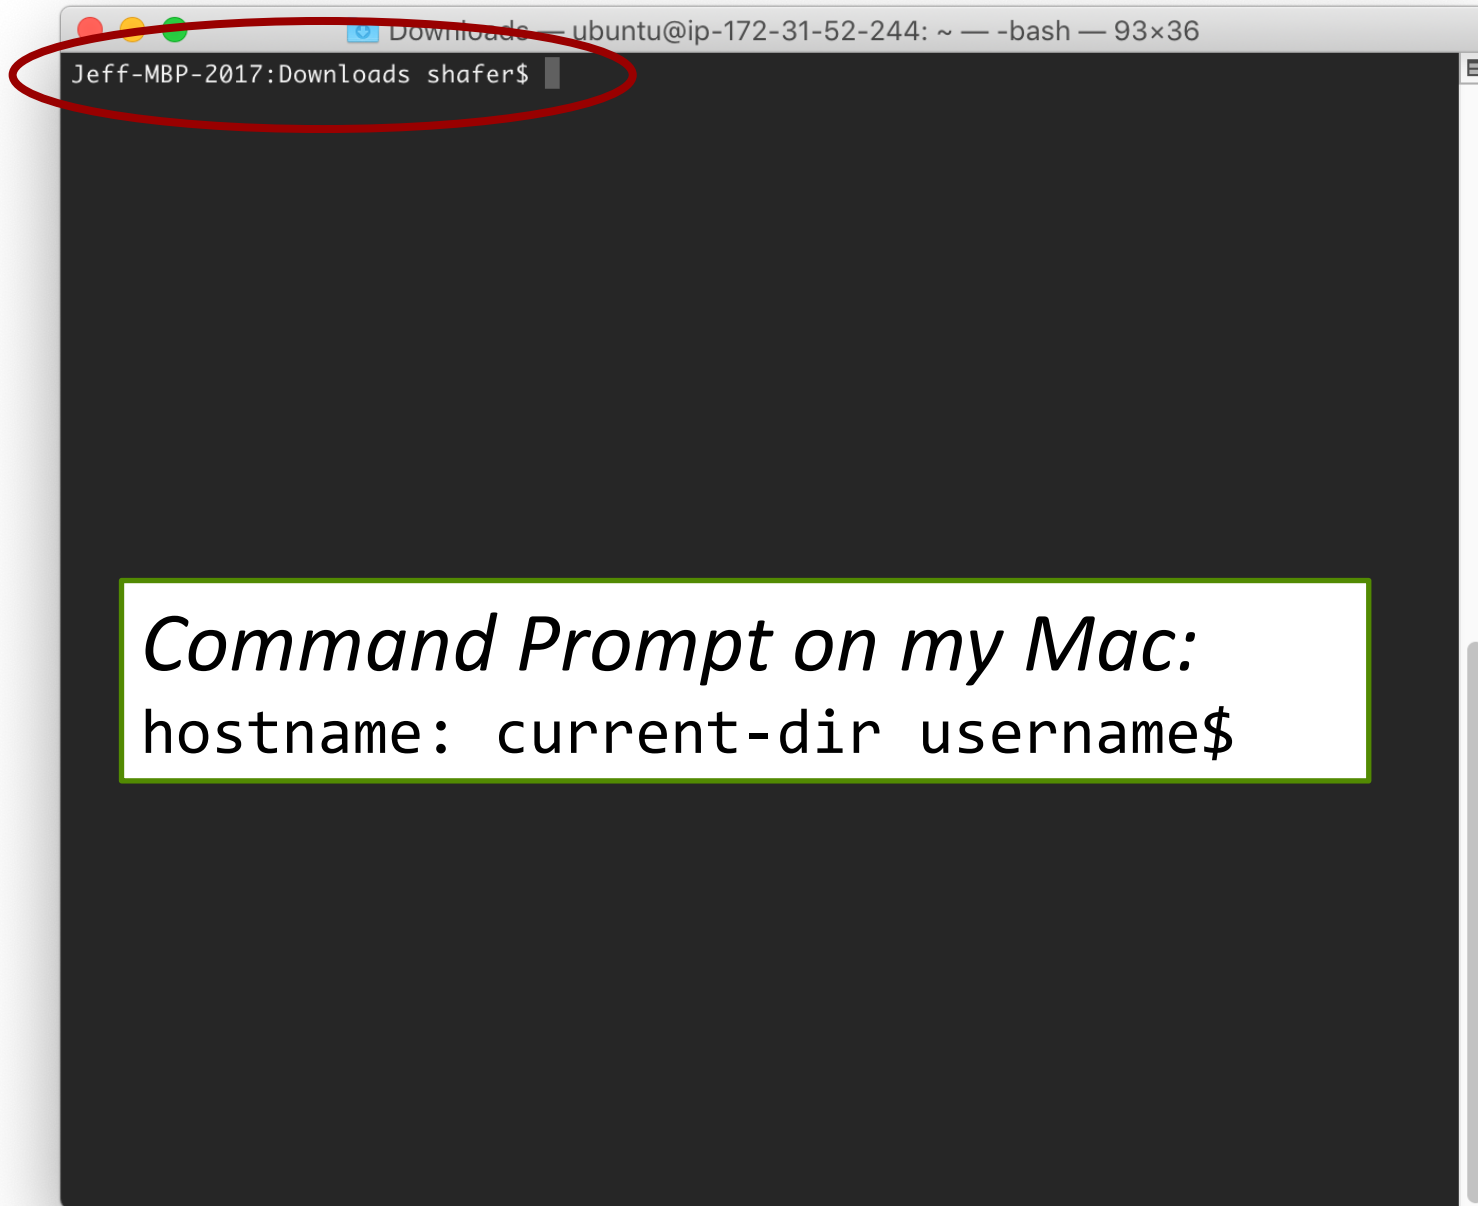 Downloads — ubuntu@ip-172-31-52-244: ~ — -bash — 93×36
Jeff-MBP-2017:Downloads shafer$
Command Prompt on my Mac:
hostname: current-dir username$